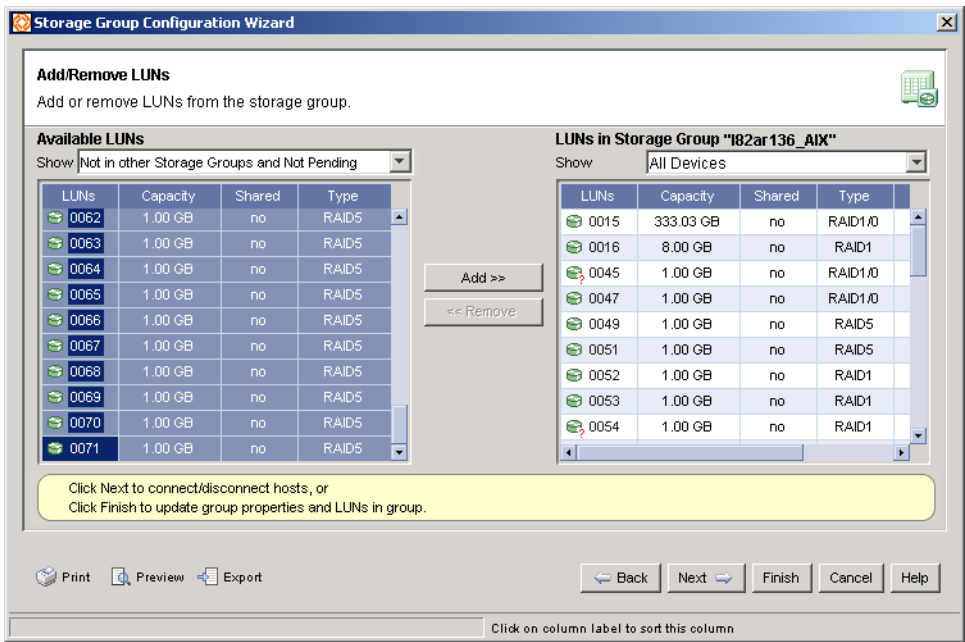 Storage Group Configuration Wizard
Add/Remove LUNs
Add or remove LUNs from the storage group.
Available LUNs
Show Not in other Storage Groups and Not Pending
LUNs Capacity Shared Type
0062 1.00 GB no RAID5
0063 1.00 GB no RAID5
0064 1.00 GB no RAID5
0065 1.00 GB no RAID5
0066 1.00 GB no RAID5
0067 1.00 GB no RAID5
0068 1.00 GB no RAID5
0069 1.00 GB no RAID5
0070 1.00 GB no RAID5
0071 1.00 GB no RAID5
Add >>
<< Remove
LUNs in Storage Group "l82ar136_AIX"
Show All Devices
LUNs Capacity Shared Type
0015 333.03 GB no RAID1/0
0016 8.00 GB no RAID1
? 0045 1.00 GB no RAID1/0
0047 1.00 GB no RAID1/0
0049 1.00 GB no RAID5
0051 1.00 GB no RAID5
0052 1.00 GB no RAID1
0053 1.00 GB no RAID1
? 0054 1.00 GB no RAID1
Click Next to connect/disconnect hosts, or
Click Finish to update group properties and LUNs in group.
Print Preview Export Back Next Finish Cancel Help
Click on column label to sort this column